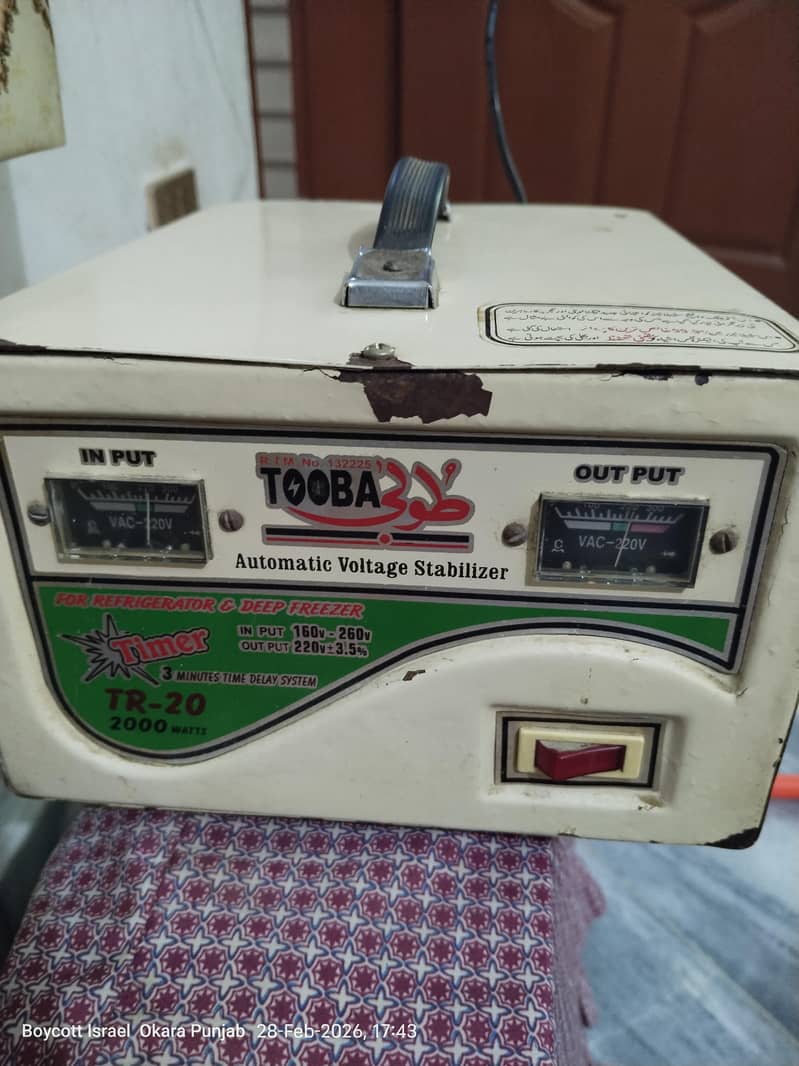 IN PUT
R.T.M. No. 132225
TOOBA طوبیٰ
OUT PUT
VAC-220V
VAC-220V
Automatic Voltage Stabilizer
FOR REFRIGERATOR & DEEP FREEZER
Timer
IN PUT 160v - 260v
OUT PUT 220v±3.5%
3 MINUTES TIME DELAY SYSTEM
TR-20
2000 WATTS
Boycott Israel Okara Punjab 28-Feb-2026, 17:43